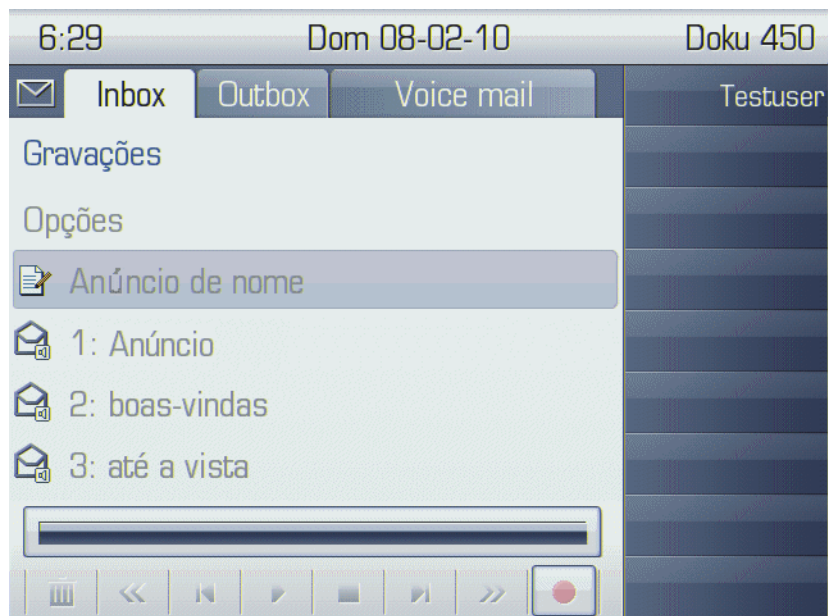 6:29 Dom 08-02-10 Doku 450
Inbox Outbox Voice mail Testuser
Gravações
Opções
Anúncio de nome
1: Anúncio
2: boas-vindas
3: até a vista